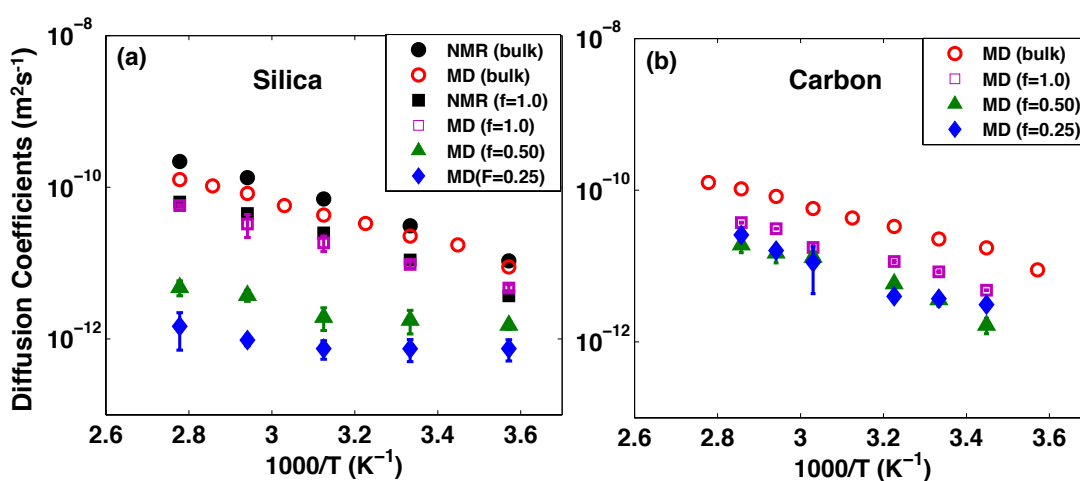 Diffusion Coefficients (m²s⁻¹)
(a)
Silica
NMR (bulk)
MD (bulk)
NMR (f=1.0)
MD (f=1.0)
MD (f=0.50)
MD(F=0.25)
10⁻⁸
10⁻¹⁰
10⁻¹²
2.6 2.8 3 3.2 3.4 3.6
1000/T (K⁻¹)
(b)
Carbon
MD (bulk)
MD (f=1.0)
MD (f=0.50)
MD (f=0.25)
10⁻⁸
10⁻¹⁰
10⁻¹²
2.6 2.8 3 3.2 3.4 3.6
1000/T (K⁻¹)